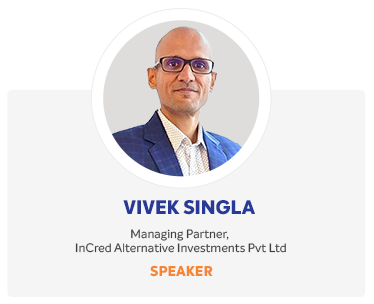 VIVEK SINGLA
Managing Partner,
InCred Alternative Investments Pvt Ltd
SPEAKER